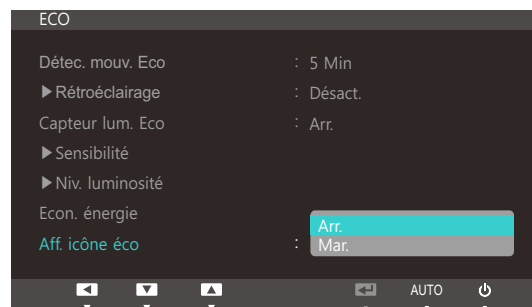 ECO
Détec. mouv. Eco : 5 Min
▶Rétroéclairage : Désact.
Capteur lum. Eco : Arr.
▶Sensibilité
▶Niv. luminosité
Econ. énergie
Arr.
Aff. icône éco : Mar.
AUTO